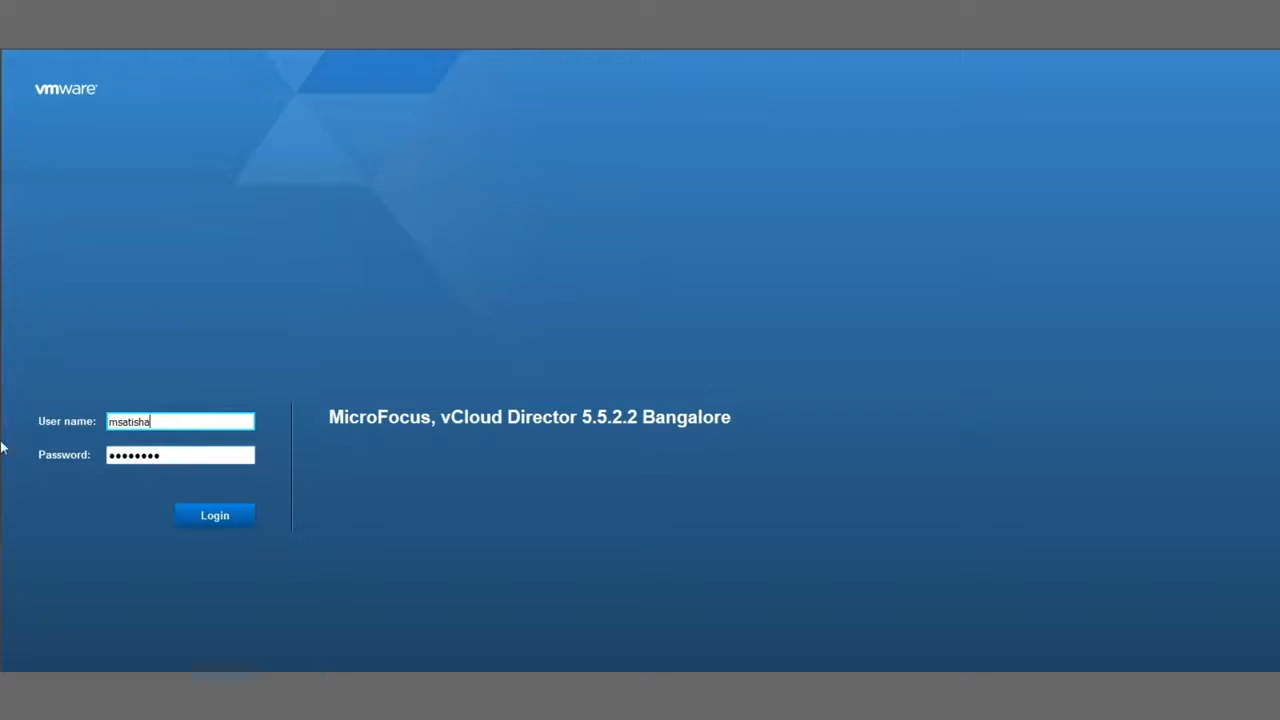 vmware
User name: msatisha
MicroFocus, vCloud Director 5.5.2.2 Bangalore
Password: ••••••••
Login